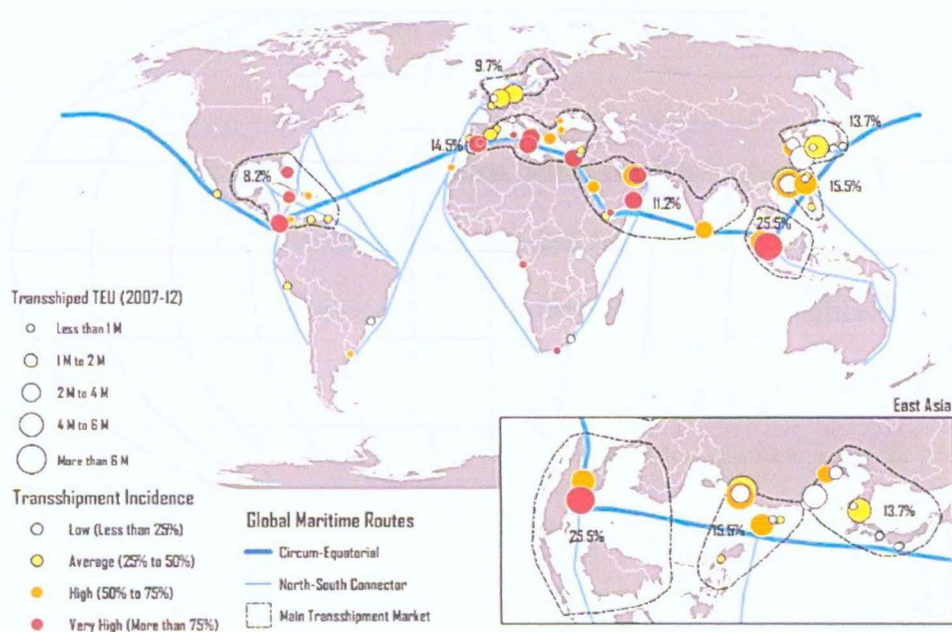 9.7%
13.7%
14.5%
8.2%
15.5%
11.2%
25.5%
Transshiped TEU (2007-12)
Less than 1 M
1 M to 2 M
2 M to 4 M
4 M to 6 M
More than 6 M
Transshipment Incidence
Low (Less than 25%)
Average (25% to 50%)
High (50% to 75%)
Very High (More than 75%)
Global Maritime Routes
Circum-Equatorial
North-South Connector
Main Transshipment Market
East Asia
25.5%
15.5%
13.7%